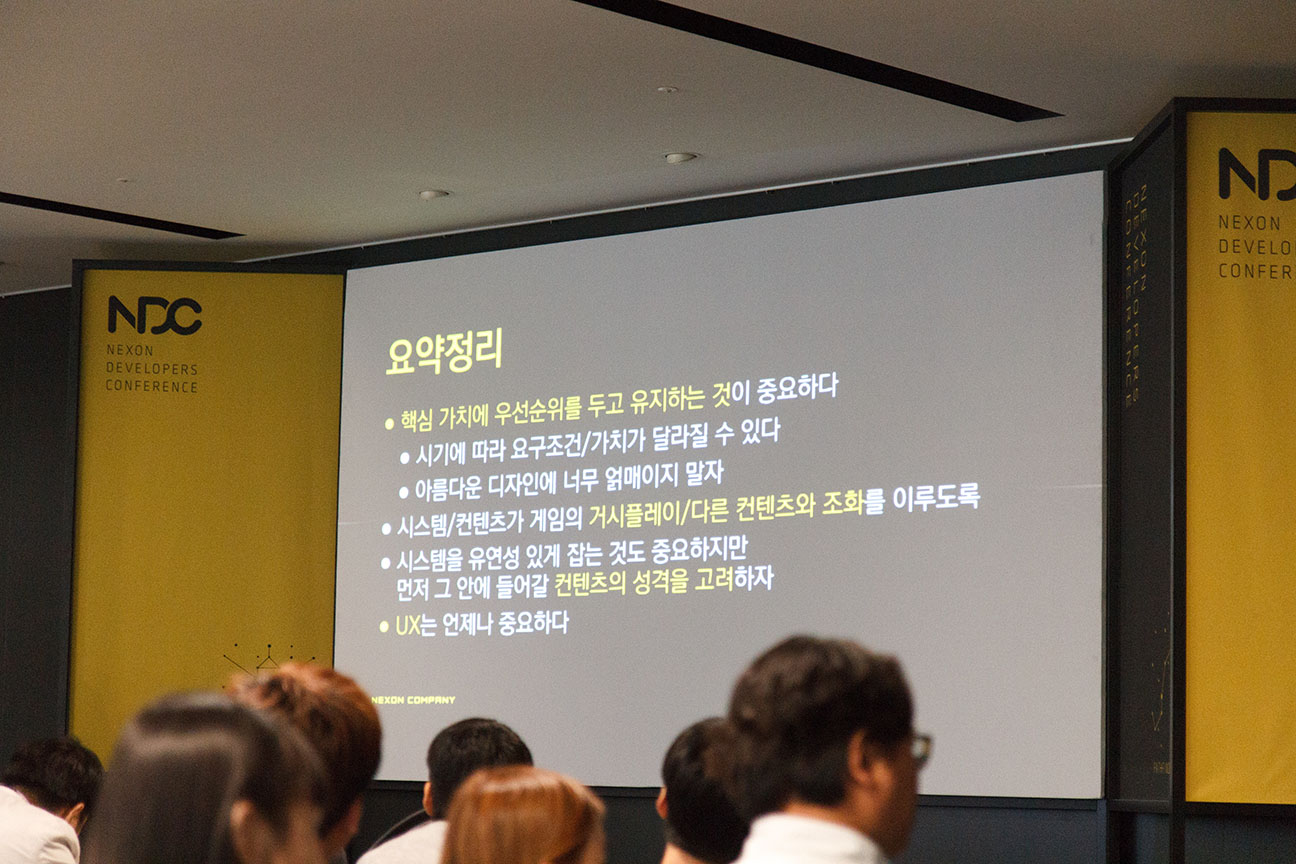 NDC
NEXON
DEVELOPERS
CONFERENCE
요약정리
● 핵심 가치에 우선순위를 두고 유지하는 것이 중요하다
● 시기에 따라 요구조건/가치가 달라질 수 있다
● 아름다운 디자인에 너무 얽매이지 말자
● 시스템/컨텐츠가 게임의 거시플레이/다른 컨텐츠와 조화를 이루도록
● 시스템을 유연성 있게 잡는 것도 중요하지만
먼저 그 안에 들어갈 컨텐츠의 성격을 고려하자
● UX는 언제나 중요하다
NEXON COMPANY
NEXON
DEVELOPERS
CONFERENCE
ND
NEXON
DEVELO
CONFER